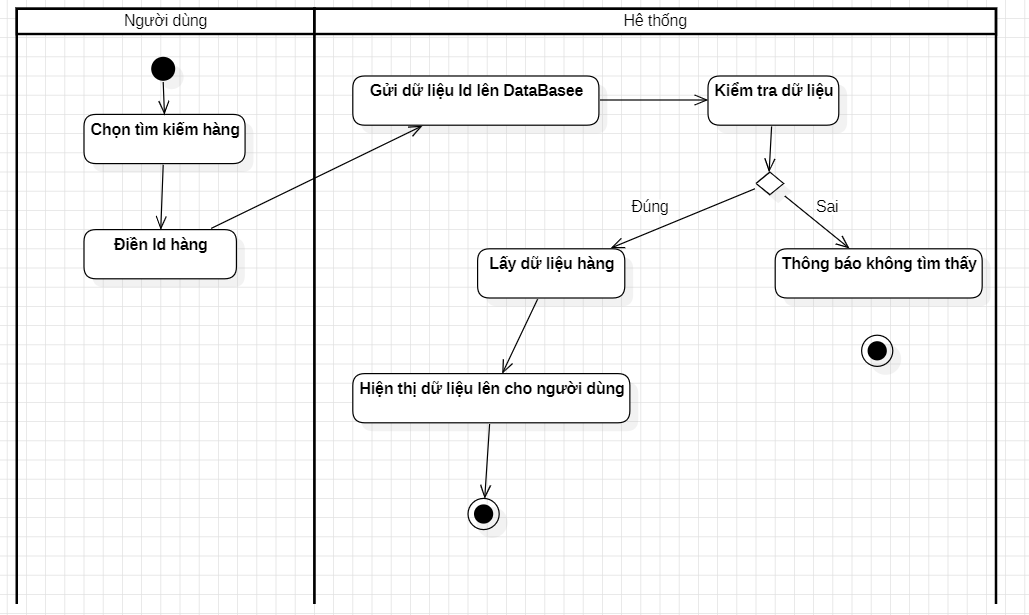 Người dùng
Hê thống
Chọn tìm kiếm hàng
Điền Id hàng
Gửi dữ liệu Id lên DataBasee
Kiểm tra dữ liệu
Đúng
Sai
Lấy dữ liệu hàng
Thông báo không tìm thấy
Hiện thị dữ liệu lên cho người dùng